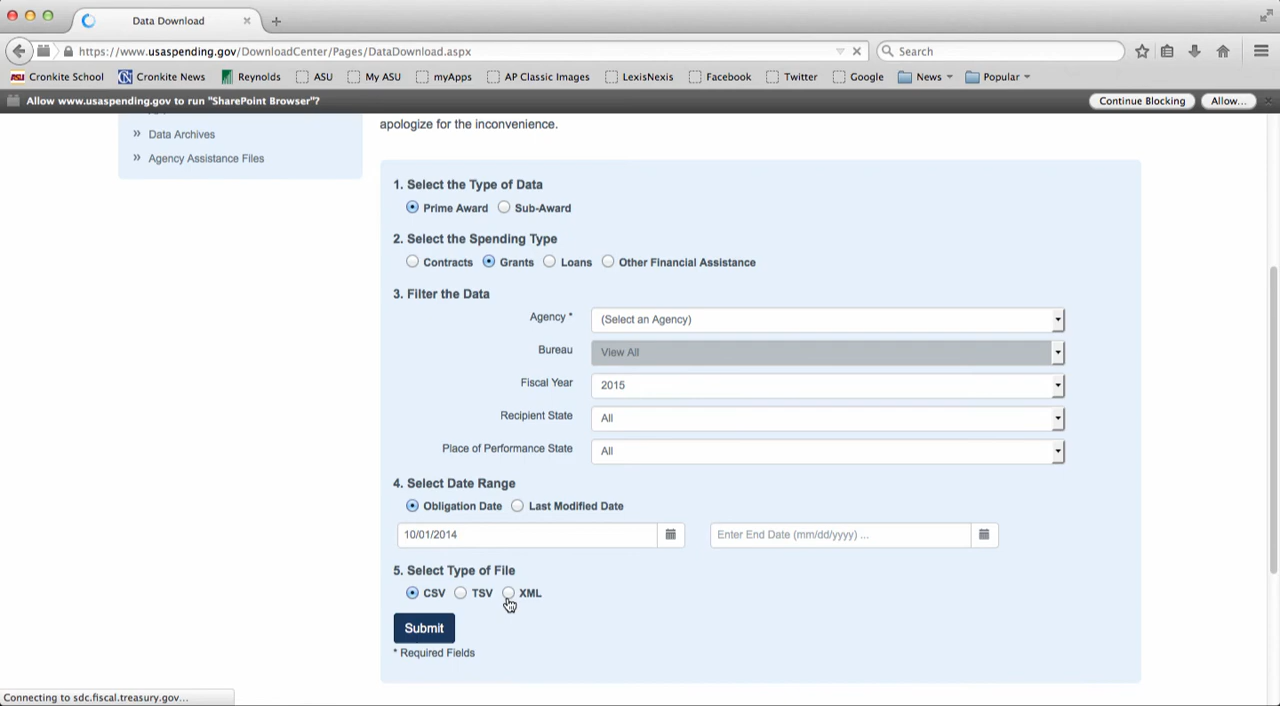 Data Download
https://www.usaspending.gov/DownloadCenter/Pages/DataDownload.aspx
Search
ASU Cronkite School
Cronkite News
Reynolds
ASU
My ASU
myApps
AP Classic Images
LexisNexis
Facebook
Twitter
Google
News
Popular
Allow www.usaspending.gov to run "SharePoint Browser"?
Continue Blocking
Allow...
apologize for the inconvenience.
» Data Archives
» Agency Assistance Files
1. Select the Type of Data
Prime Award Sub-Award
2. Select the Spending Type
Contracts Grants Loans Other Financial Assistance
3. Filter the Data
Agency * (Select an Agency)
Bureau View All
Fiscal Year 2015
Recipient State All
Place of Performance State All
4. Select Date Range
Obligation Date Last Modified Date
10/01/2014 Enter End Date (mm/dd/yyyy) ...
5. Select Type of File
CSV TSV XML
Submit
* Required Fields
Connecting to sdc.fiscal.treasury.gov...